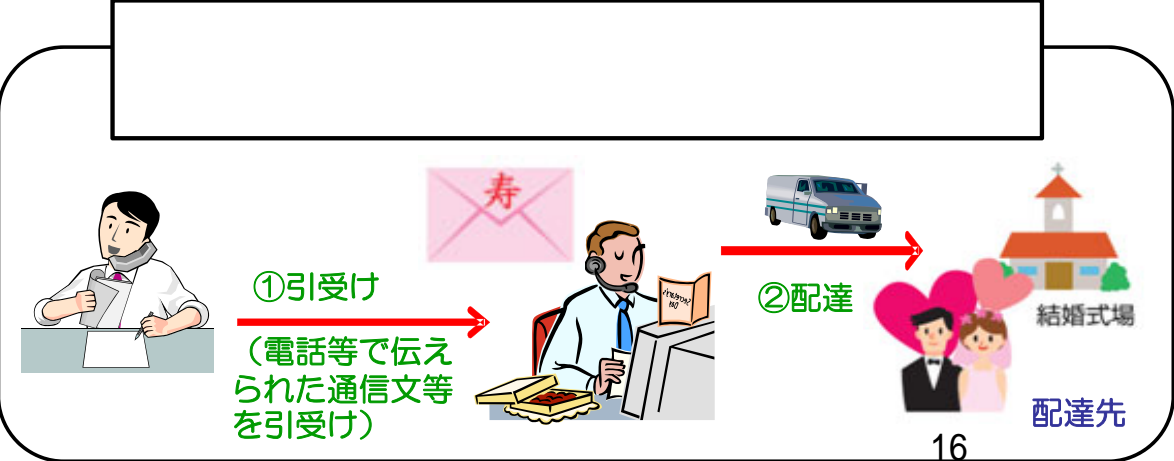 寿
①引受け
(電話等で伝え
られた通信文等
を引受け)
②配達
結婚式場
配達先
16